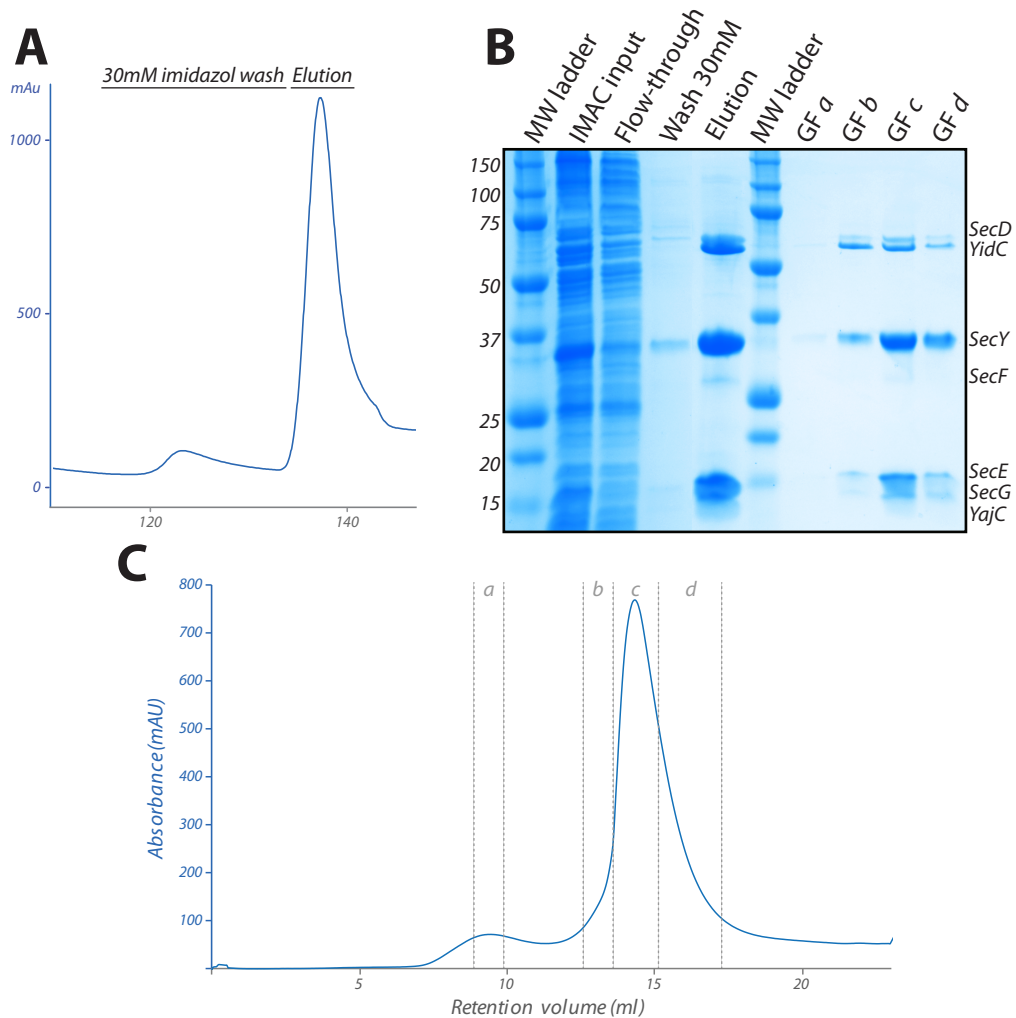 A
30mM imidazol wash
Elution
mAu
1000
500
0
120
140
B
MW ladder
IMAC input
Flow-through
Wash 30mM
Elution
MW ladder
GF a
GF b
GF c
GF d
150
100
75
50
37
25
20
15
SecD
YidC
SecY
SecF
SecE
SecG
YajC
C
800
700
600
500
400
300
200
100
Absorbance (mAU)
a
b
c
d
5
10
15
20
Retention volume (ml)